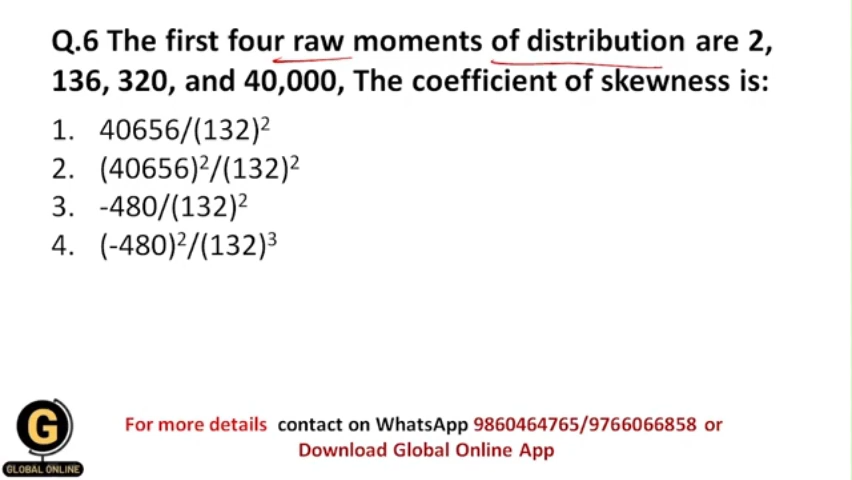 Q.6 The first four raw moments of distribution are 2,
136, 320, and 40,000, The coefficient of skewness is:
1. 40656/(132)²
2. (40656)²/(132)²
3. -480/(132)²
4. (-480)²/(132)³
G
GLOBAL ONLINE
For more details contact on WhatsApp 9860464765/9766066858 or
Download Global Online App